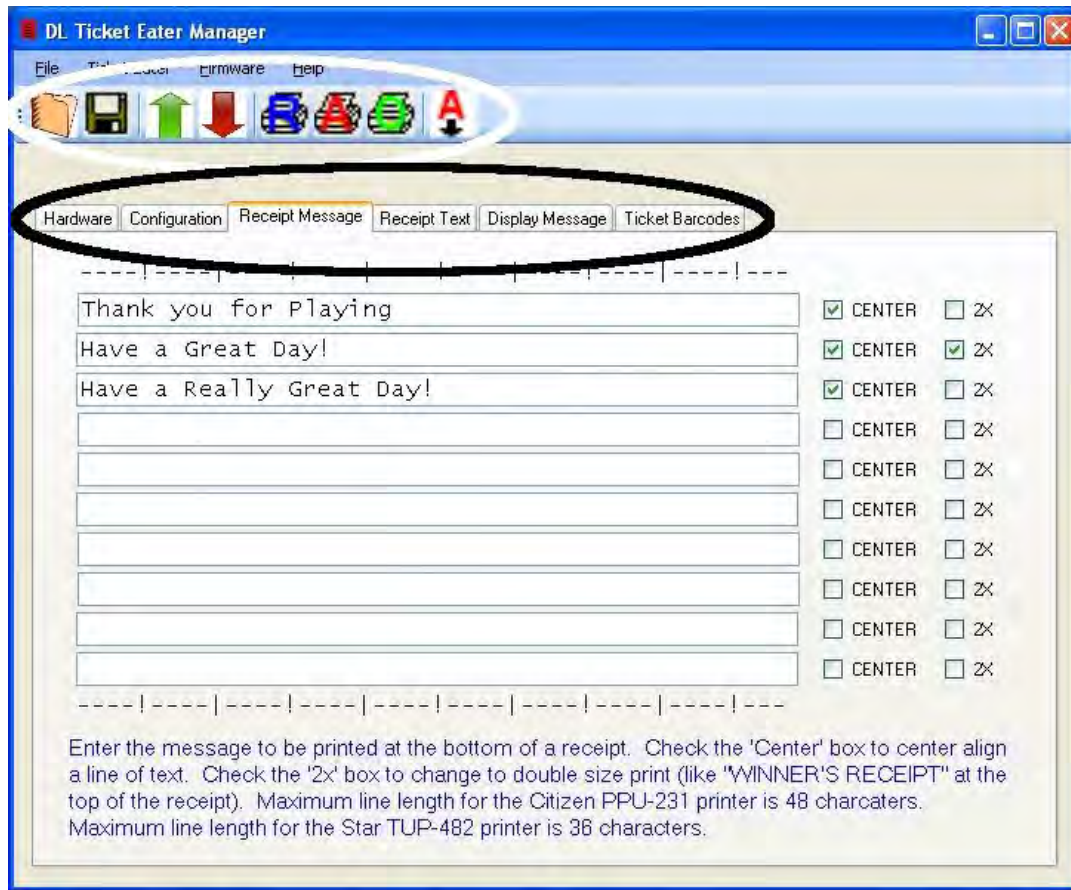 DL Ticket Eater Manager
File Firmware Help
R A C A
Hardware Configuration Receipt Message Receipt Text Display Message Ticket Barcodes
Thank you for Playing CENTER 2X
Have a Great Day! CENTER 2X
Have a Really Great Day! CENTER 2X
CENTER 2X
CENTER 2X
CENTER 2X
CENTER 2X
CENTER 2X
CENTER 2X
CENTER 2X
----!----|----!----|----!----|----!----|----!---
Enter the message to be printed at the bottom of a receipt. Check the 'Center' box to center align
a line of text. Check the '2x' box to change to double size print (like "WINNER'S RECEIPT" at the
top of the receipt). Maximum line length for the Citizen PPU-231 printer is 48 charcaters.
Maximum line length for the Star TUP-482 printer is 36 characters.